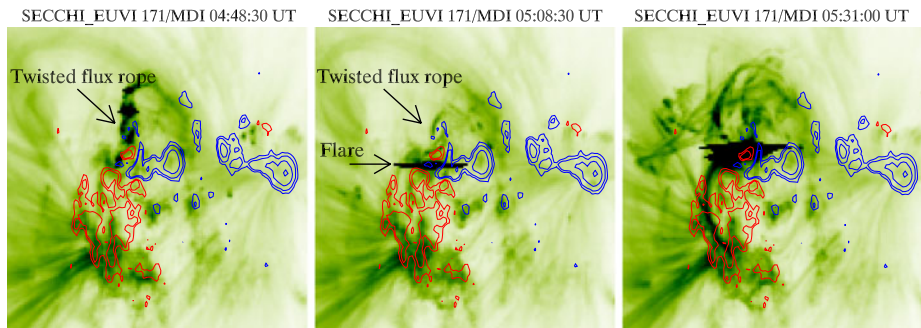 SECCHI_EUVI 171/MDI 04:48:30 UT
SECCHI_EUVI 171/MDI 05:08:30 UT
SECCHI_EUVI 171/MDI 05:31:00 UT
Twisted flux rope
Twisted flux rope
Flare